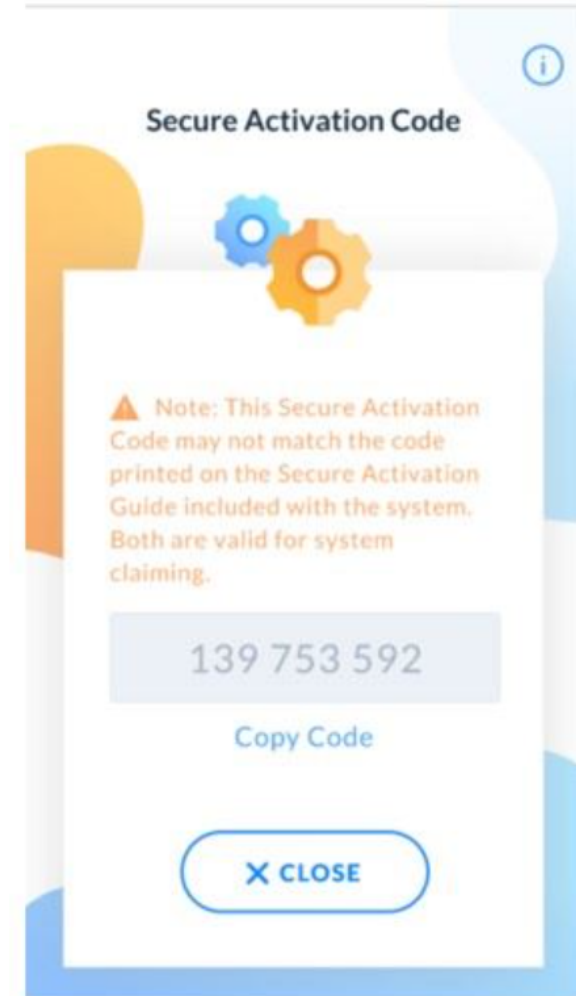 Secure Activation Code
Note: This Secure Activation
Code may not match the code
printed on the Secure Activation
Guide included with the system.
Both are valid for system
claiming.
139 753 592
Copy Code
CLOSE